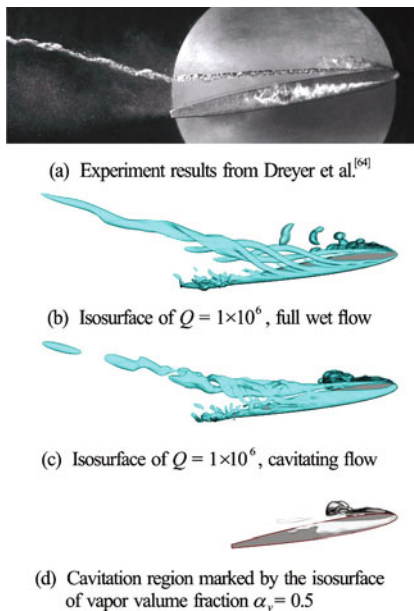 (a) Experiment results from Dreyer et al.[64]
(b) Isosurface of Q = 1×10⁶, full wet flow
(c) Isosurface of Q = 1×10⁶, cavitating flow
(d) Cavitation region marked by the isosurface
of vapor valume fraction αᵥ = 0.5